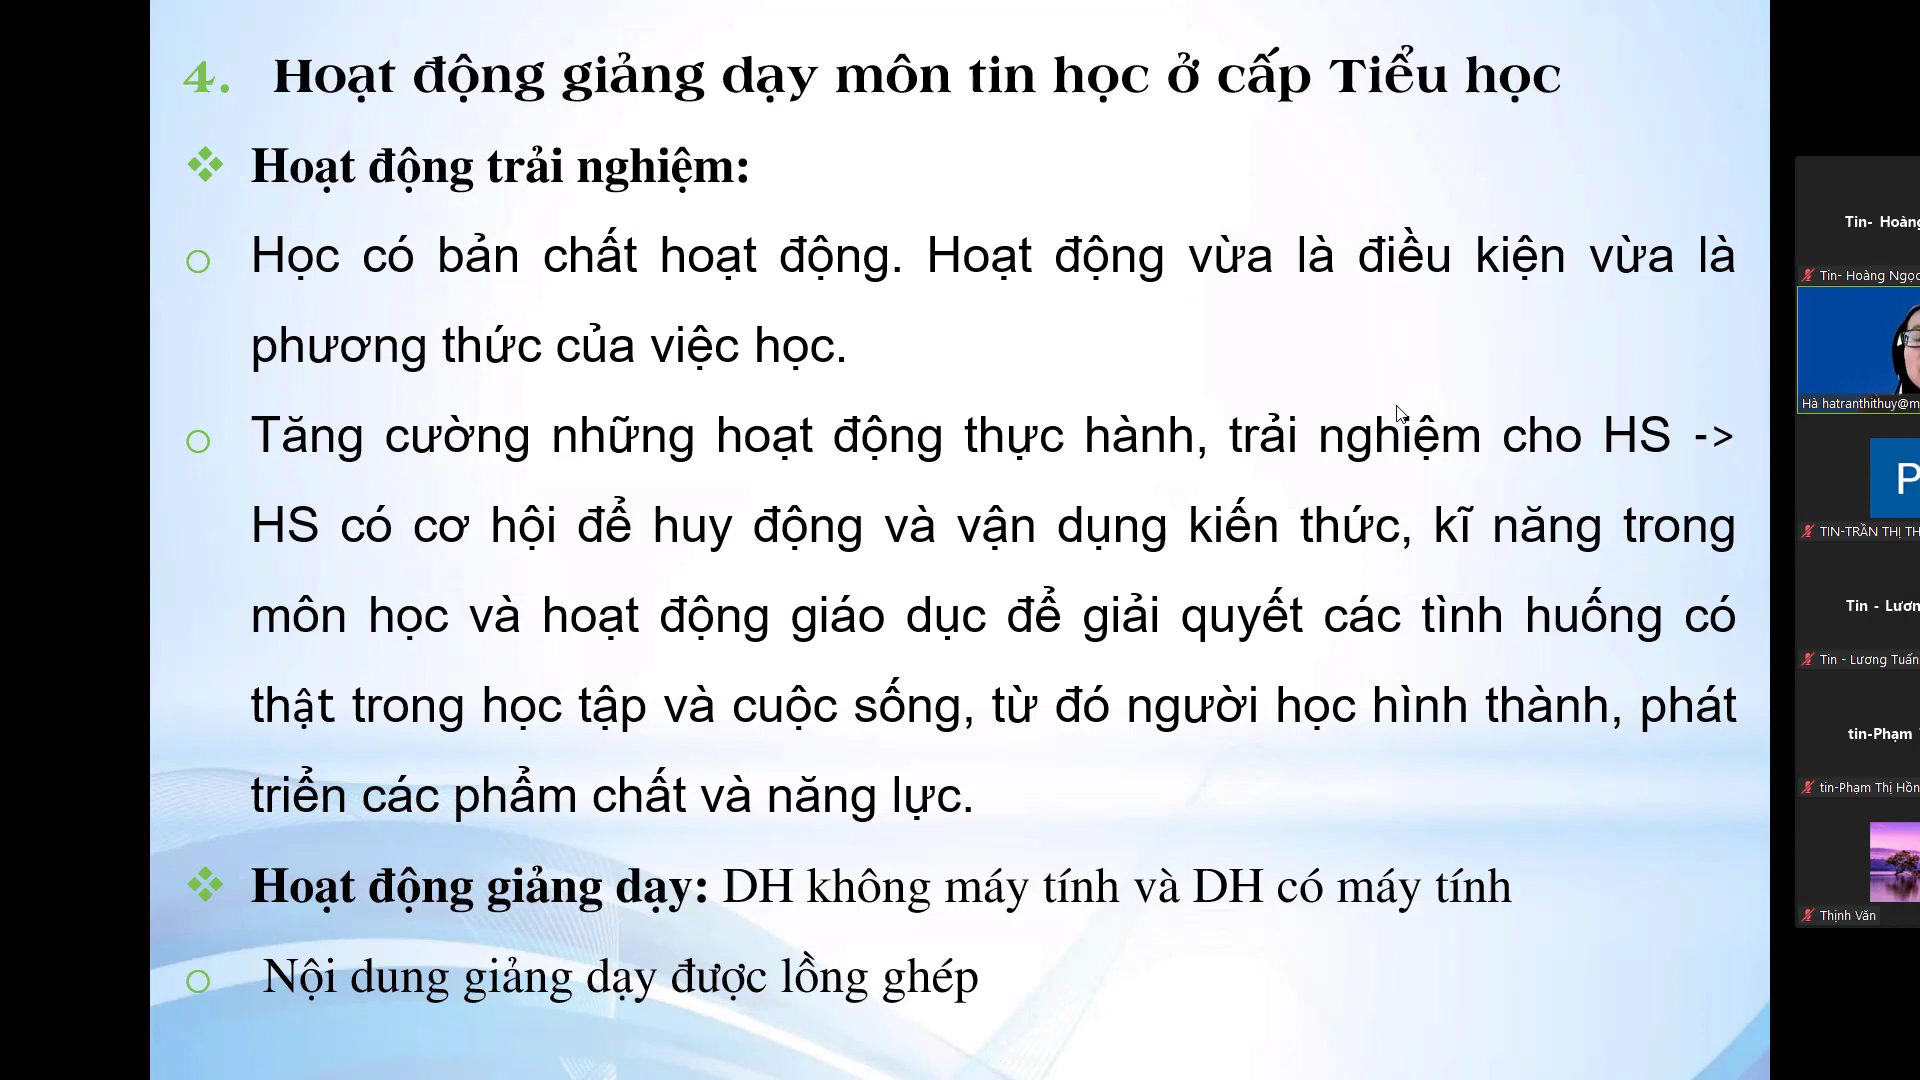 4. Hoạt động giảng dạy môn tin học ở cấp Tiểu học
Hoạt động trải nghiệm:
Học có bản chất hoạt động. Hoạt động vừa là điều kiện vừa là
phương thức của việc học.
Tăng cường những hoạt động thực hành, trải nghiệm cho HS ->
HS có cơ hội để huy động và vận dụng kiến thức, kĩ năng trong
môn học và hoạt động giáo dục để giải quyết các tình huống có
thật trong học tập và cuộc sống, từ đó người học hình thành, phát
triển các phẩm chất và năng lực.
Hoạt động giảng dạy: DH không máy tính và DH có máy tính
Nội dung giảng dạy được lồng ghép
Tin- Hoàng
Tin- Hoàng Ngọc
Hà hatranthithuy@m
P
TIN-TRẦN THỊ TH
Tin - Lươn
Tin - Lương Tuấn
tin-Phạm
tin-Phạm Thị Hồn
Thịnh Văn